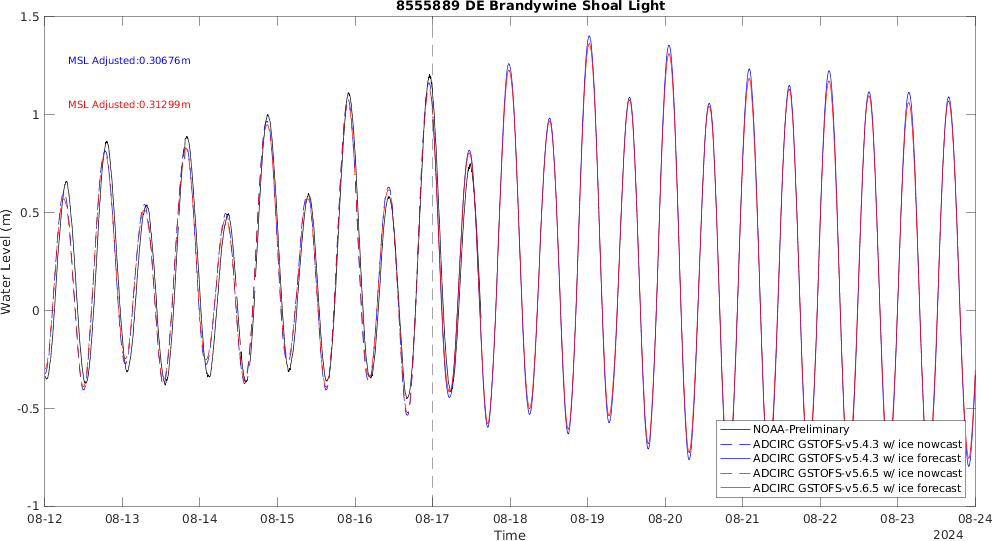 8555889 DE Brandywine Shoal Light
1.5
MSL Adjusted:0.30676m
MSL Adjusted:0.31299m
1
0.5
0
-0.5
-1
Water Level (m)
NOAA-Preliminary
ADCIRC GSTOFS-v5.4.3 w/ ice nowcast
ADCIRC GSTOFS-v5.4.3 w/ ice forecast
ADCIRC GSTOFS-v5.6.5 w/ ice nowcast
ADCIRC GSTOFS-v5.6.5 w/ ice forecast
08-12 08-13 08-14 08-15 08-16 08-17 08-18 08-19 08-20 08-21 08-22 08-23 08-24
Time
2024